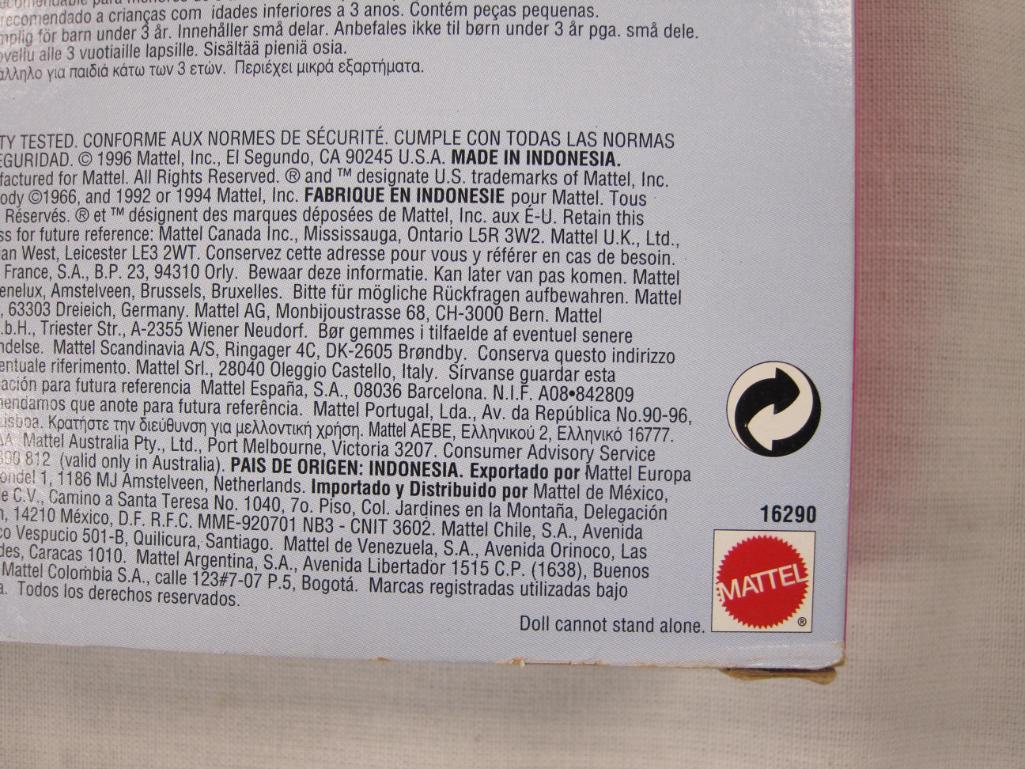 recomendado a crianças com idades inferiores a 3 anos. Contém peças pequenas.
för barn under 3 år. Innehåller små delar. Anbefales ikke til børn under 3 år pga. små dele.
alle 3 vuotiaille lapsille. Sisältää pieniä osia.
για παιδιά κάτω των 3 ετών. Περιέχει μικρά εξαρτήματα.
TY TESTED. CONFORME AUX NORMES DE SÉCURITÉ. CUMPLE CON TODAS LAS NORMAS
EGURIDAD. © 1996 Mattel, Inc., El Segundo, CA 90245 U.S.A. MADE IN INDONESIA.
factured for Mattel. All Rights Reserved. ® and ™ designate U.S. trademarks of Mattel, Inc.
ody ©1966, and 1992 or 1994 Mattel, Inc. FABRIQUE EN INDONESIE pour Mattel. Tous
Réservés. ® et ™ désignent des marques déposées de Mattel, Inc. aux É-U. Retain this
ss for future reference: Mattel Canada Inc., Mississauga, Ontario L5R 3W2. Mattel U.K., Ltd.,
an West, Leicester LE3 2WT. Conservez cette adresse pour vous y référer en cas de besoin.
France, S.A., B.P. 23, 94310 Orly. Bewaar deze informatie. Kan later van pas komen. Mattel
enelux, Amstelveen, Brussels, Bruxelles. Bitte für mögliche Rückfragen aufbewahren. Mattel
, 63303 Dreieich, Germany. Mattel AG, Monbijoustrasse 68, CH-3000 Bern. Mattel
.b.H., Triester Str., A-2355 Wiener Neudorf. Bør gemmes i tilfaelde af eventuel senere
ndelse. Mattel Scandinavia A/S, Ringager 4C, DK-2605 Brøndby. Conserva questo indirizzo
entuale riferimento. Mattel Srl., 28040 Oleggio Castello, Italy. Sírvanse guardar esta
ación para futura referencia Mattel España, S.A., 08036 Barcelona. N.I.F. A08•842809
endamos que anote para futura referência. Mattel Portugal, Lda., Av. da República No.90-96,
Lisboa. Κρατήστε την διεύθυνση για μελλοντική χρήση. Mattel AEBE, Ελληνικού 2, Ελληνικό 16777.
Mattel Australia Pty., Ltd., Port Melbourne, Victoria 3207. Consumer Advisory Service
812 (valid only in Australia). PAIS DE ORIGEN: INDONESIA. Exportado por Mattel Europa
ondel 1, 1186 MJ Amstelveen, Netherlands. Importado y Distribuido por Mattel de México,
e C.V., Camino a Santa Teresa No. 1040, 7o. Piso, Col. Jardines en la Montaña, Delegación
n, 14210 México, D.F. R.F.C. MME-920701 NB3 - CNIT 3602. Mattel Chile, S.A., Avenida
co Vespucio 501-B, Quilicura, Santiago. Mattel de Venezuela, S.A., Avenida Orinoco, Las
des, Caracas 1010. Mattel Argentina, S.A., Avenida Libertador 1515 C.P. (1638), Buenos
Mattel Colombia S.A., calle 123#7-07 P.5, Bogotá. Marcas registradas utilizadas bajo
a. Todos los derechos reservados.
16290
MATTEL ®
Doll cannot stand alone.